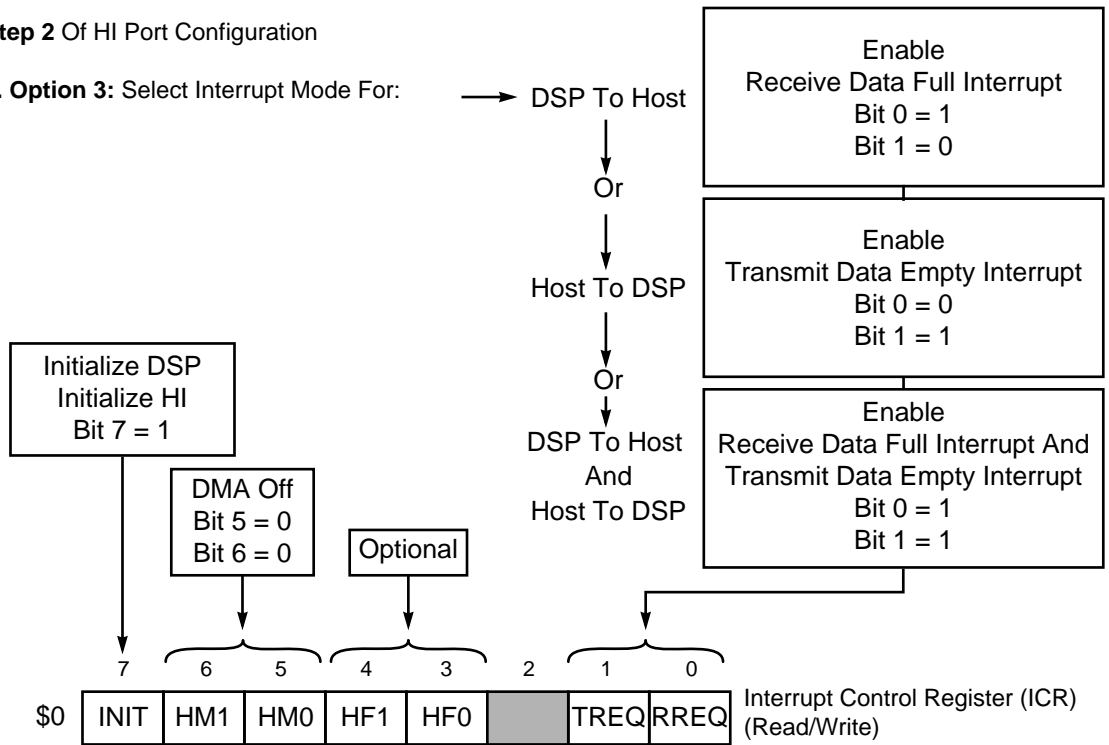 tep 2 Of HI Port Configuration
. Option 3: Select Interrupt Mode For:
DSP To Host
Or
Host To DSP
Or
DSP To Host
And
Host To DSP
Enable
Receive Data Full Interrupt
Bit 0 = 1
Bit 1 = 0
Enable
Transmit Data Empty Interrupt
Bit 0 = 0
Bit 1 = 1
Enable
Receive Data Full Interrupt And
Transmit Data Empty Interrupt
Bit 0 = 1
Bit 1 = 1
Initialize DSP
Initialize HI
Bit 7 = 1
DMA Off
Bit 5 = 0
Bit 6 = 0
Optional
7 6 5 4 3 2 1 0
$0 INIT HM1 HM0 HF1 HF0 TREQ RREQ
Interrupt Control Register (ICR)
(Read/Write)